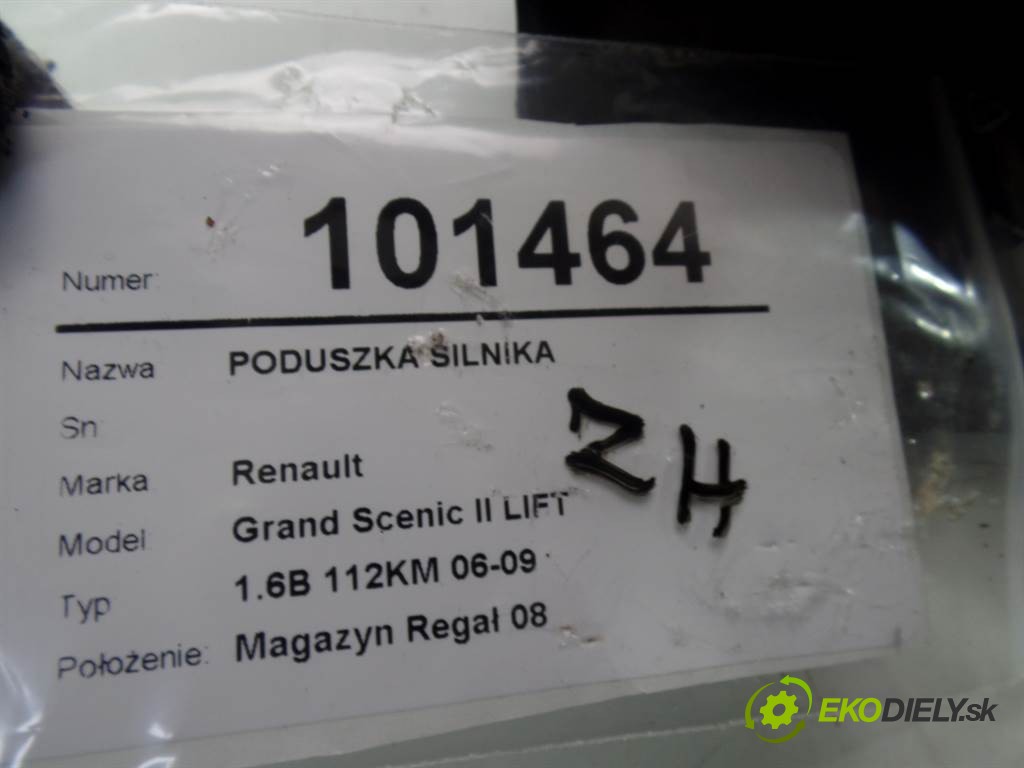 Numer: 101464
Nazwa PODUSZKA SILNIKA
Sn
Marka Renault
Model Grand Scenic II LIFT
Typ 1.6B 112KM 06-09
Położenie: Magazyn Regał 08
ZH
EKODIELY.sk